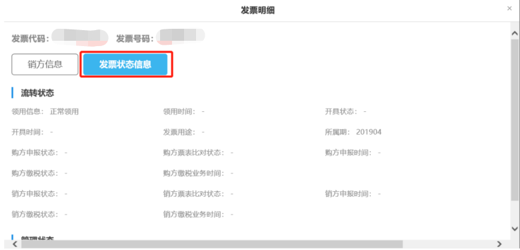 发票明细
发票代码： 发票号码：
销方信息 发票状态信息
流转状态
领用信息： 正常领用 领用时间： - 开具状态： -
开具时间： - 发票用途： - 所属期： 201904
购方申报状态： - 购方票表比对状态： - 购方申报时间： -
购方缴税状态： - 购方缴税业务时间： -
销方申报状态： - 销方票表比对状态： - 销方申报时间： -
销方缴税状态： - 销方缴税业务时间： -
管理状态